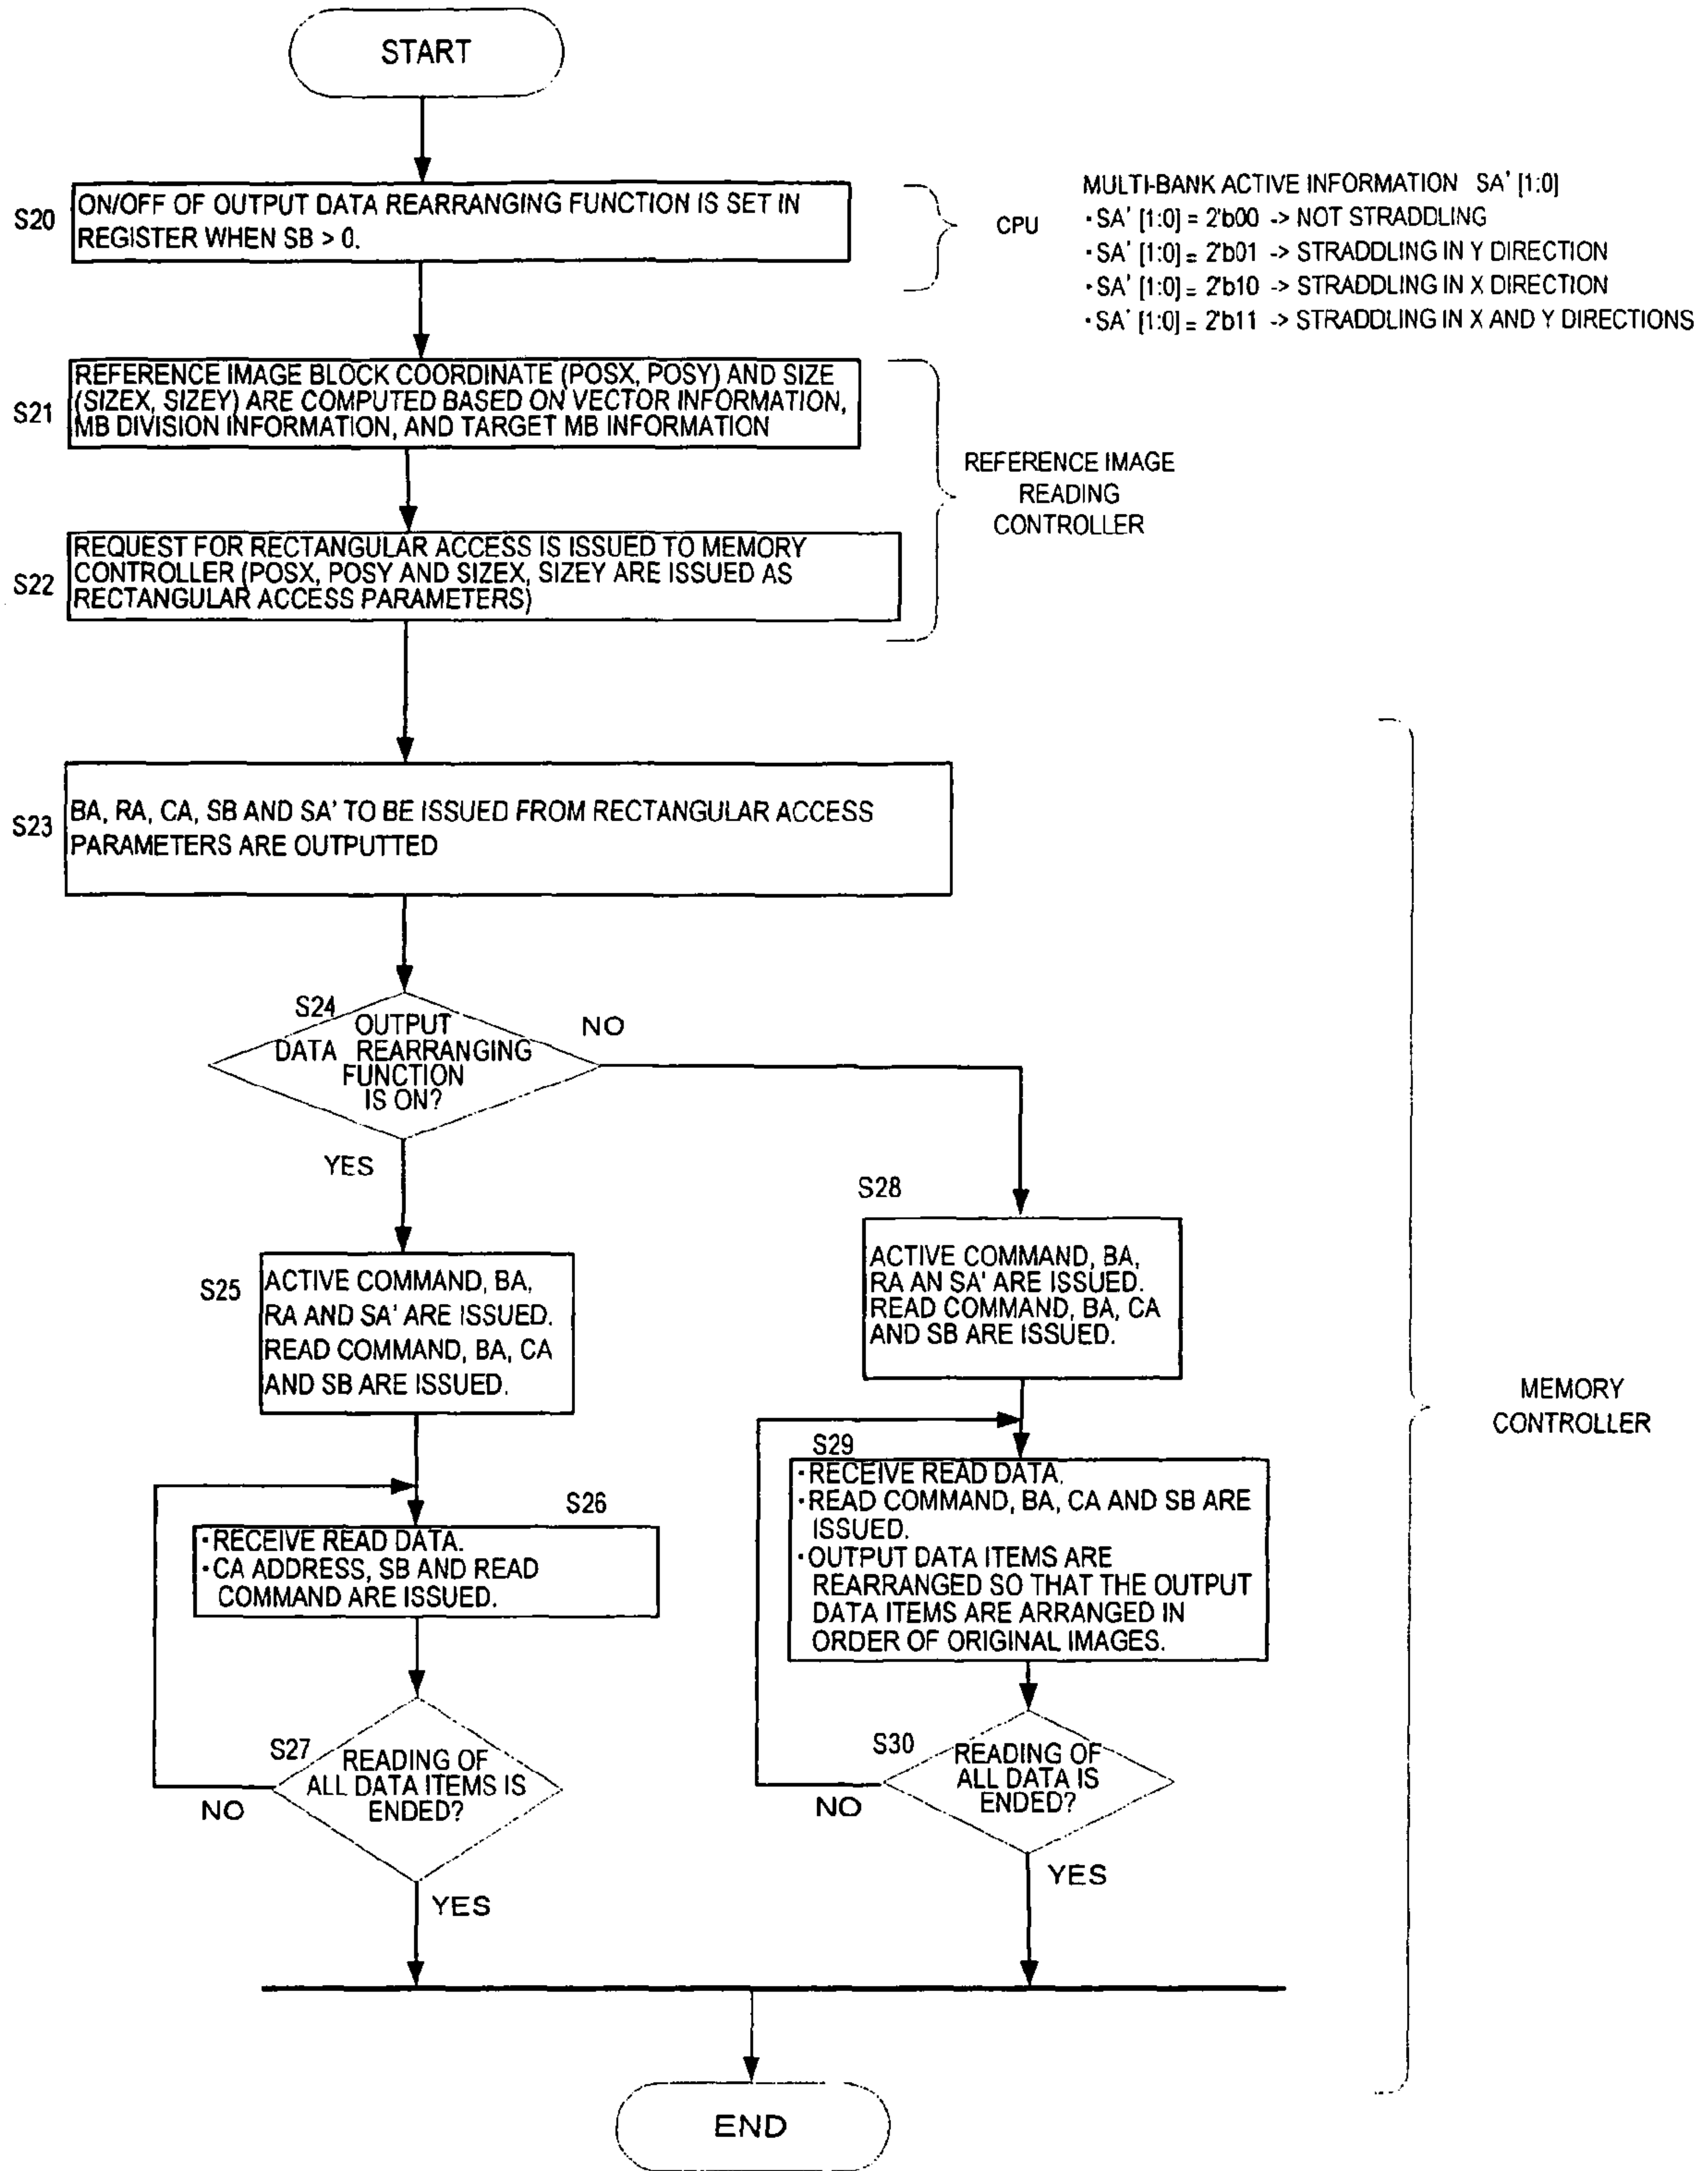 START
S20
ON/OFF OF OUTPUT DATA REARRANGING FUNCTION IS SET IN
REGISTER WHEN SB > 0.
CPU
MULTI-BANK ACTIVE INFORMATION SA' [1:0]
·SA' [1:0] = 2'b00 -> NOT STRADDLING
·SA' [1:0] = 2'b01 -> STRADDLING IN Y DIRECTION
·SA' [1:0] = 2'b10 -> STRADDLING IN X DIRECTION
·SA' [1:0] = 2'b11 -> STRADDLING IN X AND Y DIRECTIONS
S21
REFERENCE IMAGE BLOCK COORDINATE (POSX, POSY) AND SIZE
(SIZEX, SIZEY) ARE COMPUTED BASED ON VECTOR INFORMATION,
MB DIVISION INFORMATION, AND TARGET MB INFORMATION
REFERENCE IMAGE
READING
CONTROLLER
S22
REQUEST FOR RECTANGULAR ACCESS IS ISSUED TO MEMORY
CONTROLLER (POSX, POSY AND SIZEX, SIZEY ARE ISSUED AS
RECTANGULAR ACCESS PARAMETERS)
S23
BA, RA, CA, SB AND SA' TO BE ISSUED FROM RECTANGULAR ACCESS
PARAMETERS ARE OUTPUTTED
S24
OUTPUT
DATA REARRANGING
FUNCTION
IS ON?
NO
YES
S25
ACTIVE COMMAND, BA,
RA AND SA' ARE ISSUED.
READ COMMAND, BA, CA
AND SB ARE ISSUED.
S28
ACTIVE COMMAND, BA,
RA AN SA' ARE ISSUED.
READ COMMAND, BA, CA
AND SB ARE ISSUED.
MEMORY
CONTROLLER
S26
·RECEIVE READ DATA.
·CA ADDRESS, SB AND READ
COMMAND ARE ISSUED.
S29
·RECEIVE READ DATA.
·READ COMMAND, BA, CA AND SB ARE
ISSUED.
·OUTPUT DATA ITEMS ARE
REARRANGED SO THAT THE OUTPUT
DATA ITEMS ARE ARRANGED IN
ORDER OF ORIGINAL IMAGES.
S27
READING OF
ALL DATA ITEMS IS
ENDED?
NO
YES
S30
READING OF
ALL DATA IS
ENDED?
NO
YES
END